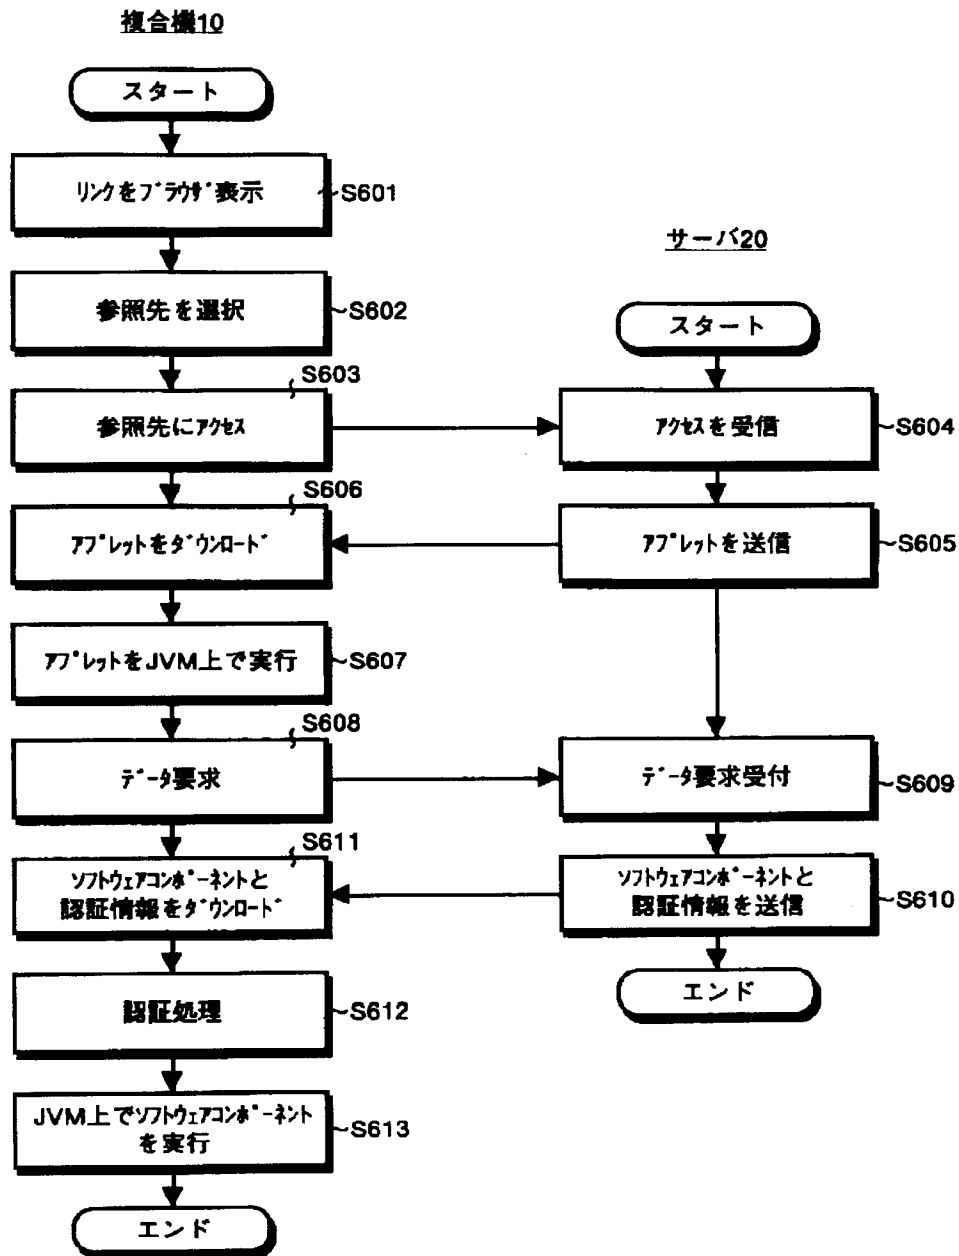 複合機10
スタート
リンクをブラウザ表示
S601
サーバ20
参照先を選択
S602
スタート
S603
参照先にアクセス
アクセスを受信
S604
S606
アプレットをダウンロード
アプレットを送信
S605
アプレットをJVM上で実行
S607
S608
データ要求
データ要求受付
S609
S611
ソフトウェアコンポーネントと
認証情報をダウンロード
ソフトウェアコンポーネントと
認証情報を送信
S610
認証処理
S612
エンド
JVM上でソフトウェアコンポーネント
を実行
S613
エンド